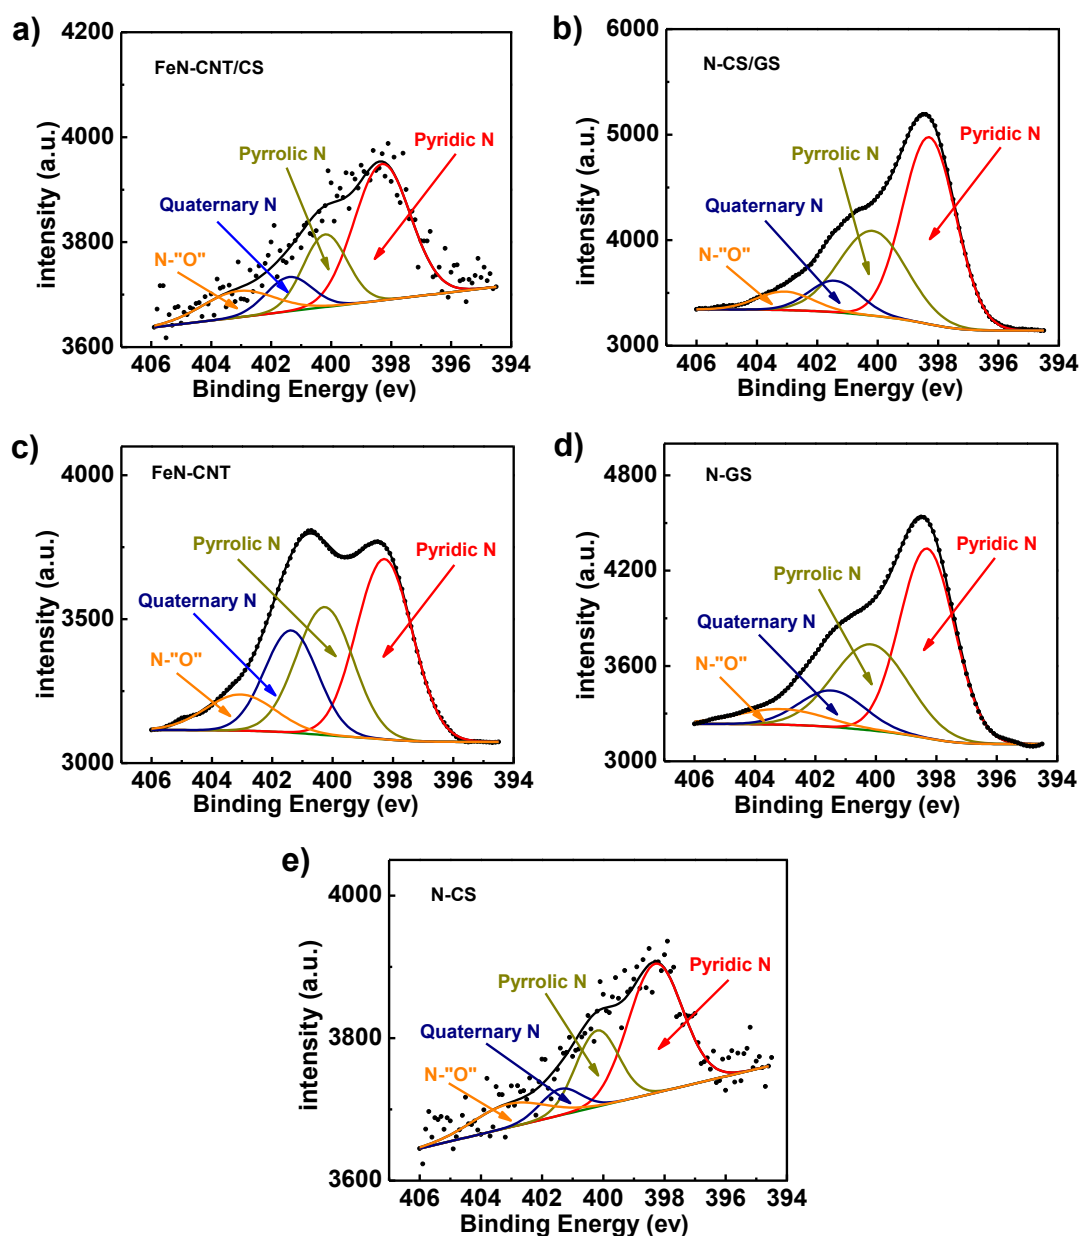 a)
FeN-CNT/CS
4200
4000
3800
3600
intensity (a.u.)
Pyridic N
Pyrrolic N
Quaternary N
N-"O"
406 404 402 400 398 396 394
Binding Energy (ev)
b)
N-CS/GS
6000
5000
4000
3000
intensity (a.u.)
Pyridic N
Pyrrolic N
Quaternary N
N-"O"
406 404 402 400 398 396 394
Binding Energy (ev)
c)
FeN-CNT
4000
3500
3000
intensity (a.u.)
Pyrrolic N
Pyridic N
Quaternary N
N-"O"
406 404 402 400 398 396 394
Binding Energy (ev)
d)
N-GS
4800
4200
3600
3000
intensity (a.u.)
Pyridic N
Pyrrolic N
Quaternary N
N-"O"
406 404 402 400 398 396 394
Binding Energy (ev)
e)
N-CS
4000
3800
3600
intensity (a.u.)
Pyridic N
Pyrrolic N
Quaternary N
N-"O"
406 404 402 400 398 396 394
Binding Energy (ev)